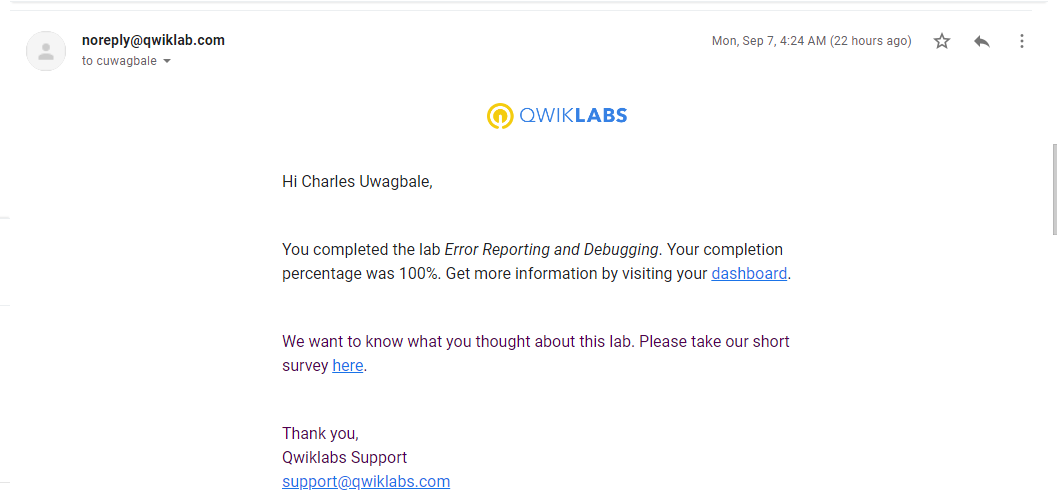 noreply@qwiklab.com
Mon, Sep 7, 4:24 AM (22 hours ago)
to cuwagbale
QWIKLABS
Hi Charles Uwagbale,
You completed the lab Error Reporting and Debugging. Your completion
percentage was 100%. Get more information by visiting your dashboard.
We want to know what you thought about this lab. Please take our short
survey here.
Thank you,
Qwiklabs Support
support@qwiklabs.com